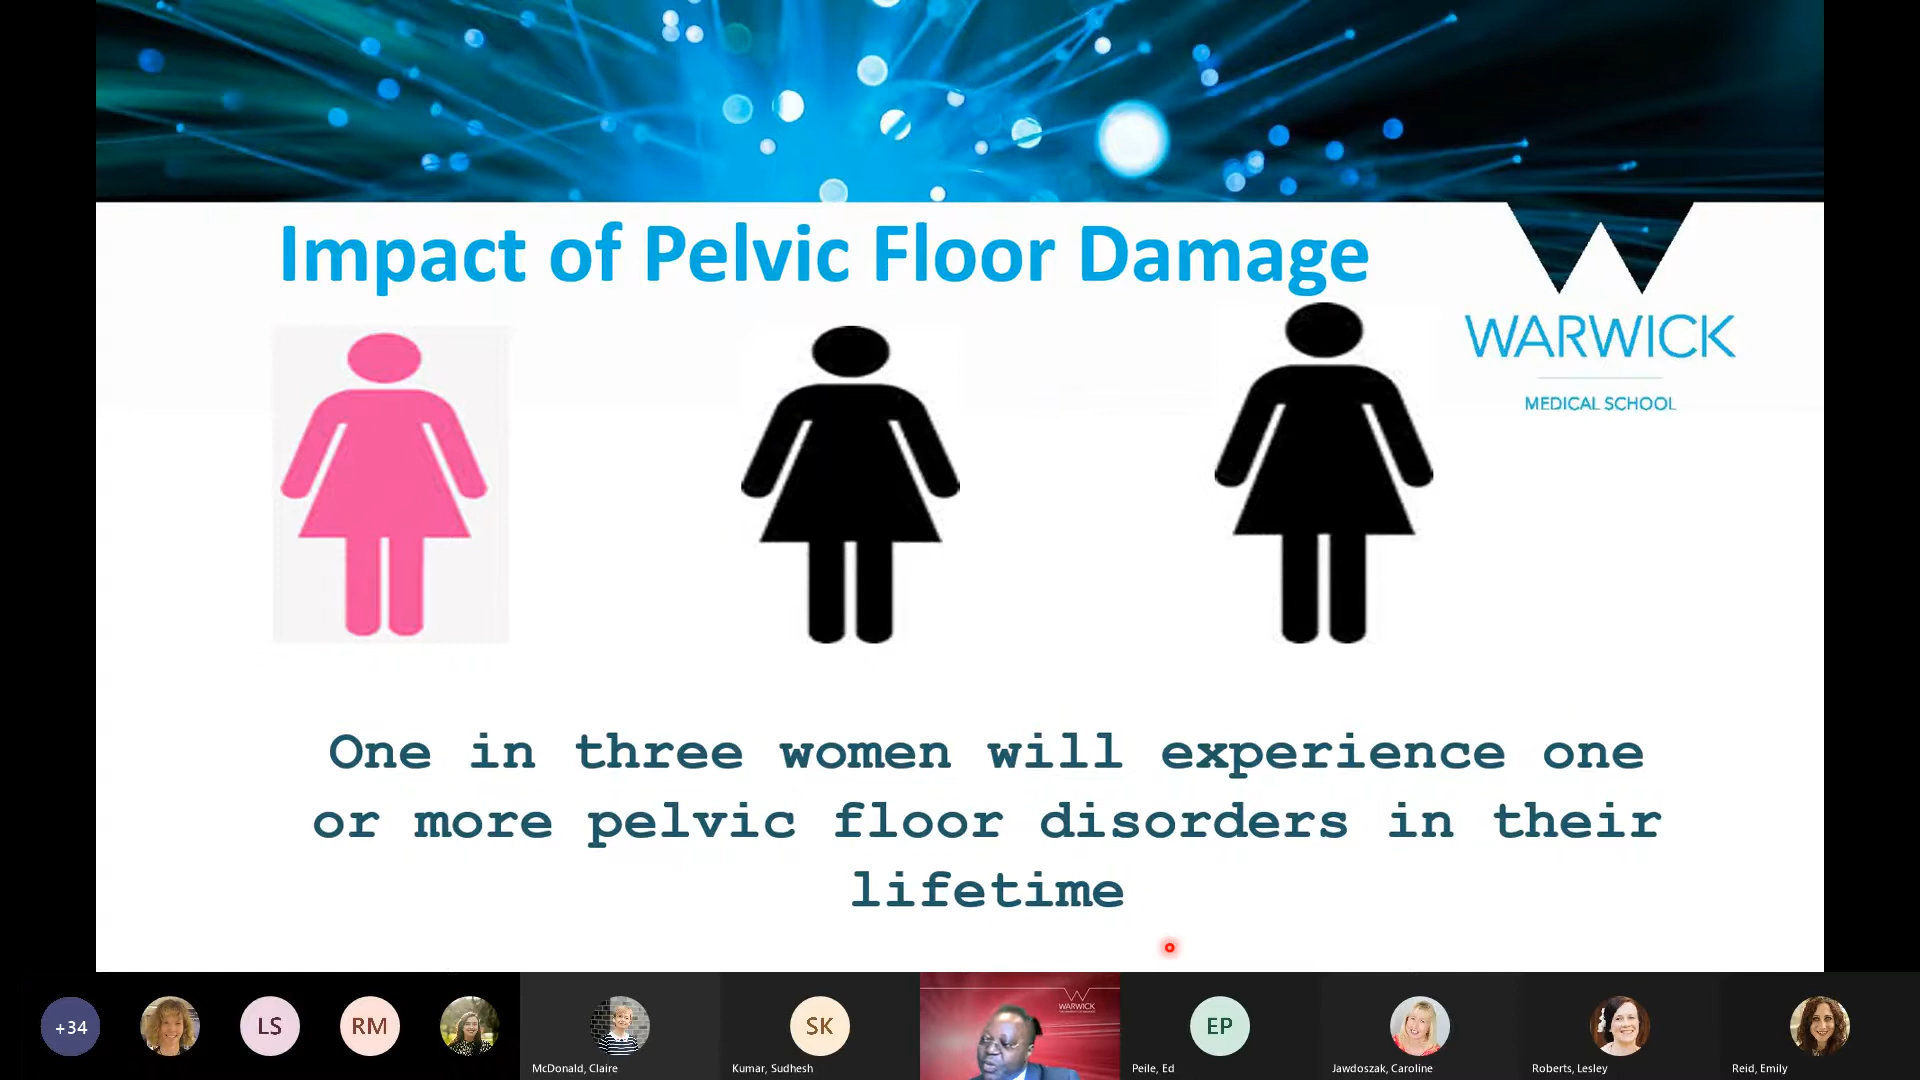 Impact of Pelvic Floor Damage
WARWICK
MEDICAL SCHOOL
One in three women will experience one
or more pelvic floor disorders in their
lifetime
+34
LS
RM
McDonald, Claire
SK
Kumar, Sudhesh
WARWICK
EP
Peile, Ed
Jawdoszak, Caroline
Roberts, Lesley
Reid, Emily